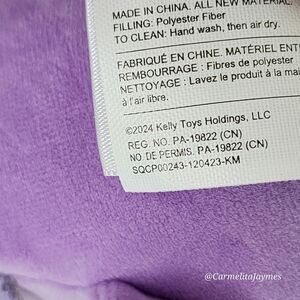 MADE IN CHINA. ALL NEW MATERIAL
FILLING: Polyester Fiber
TO CLEAN: Hand wash, then air dry.
FABRIQUÉ EN CHINE. MATÉRIEL ENT
REMBOURRAGE : Fibres de polyester
NETTOYAGE : Lavez le produit à la ma
à l'air libre.
©2024 Kelly Toys Holdings, LLC
REG. NO. PA-19822 (CN)
NO. DE PERMIS. PA-19822 (CN)
SQCP00243-120423-KM
@CarmelitaJaymes